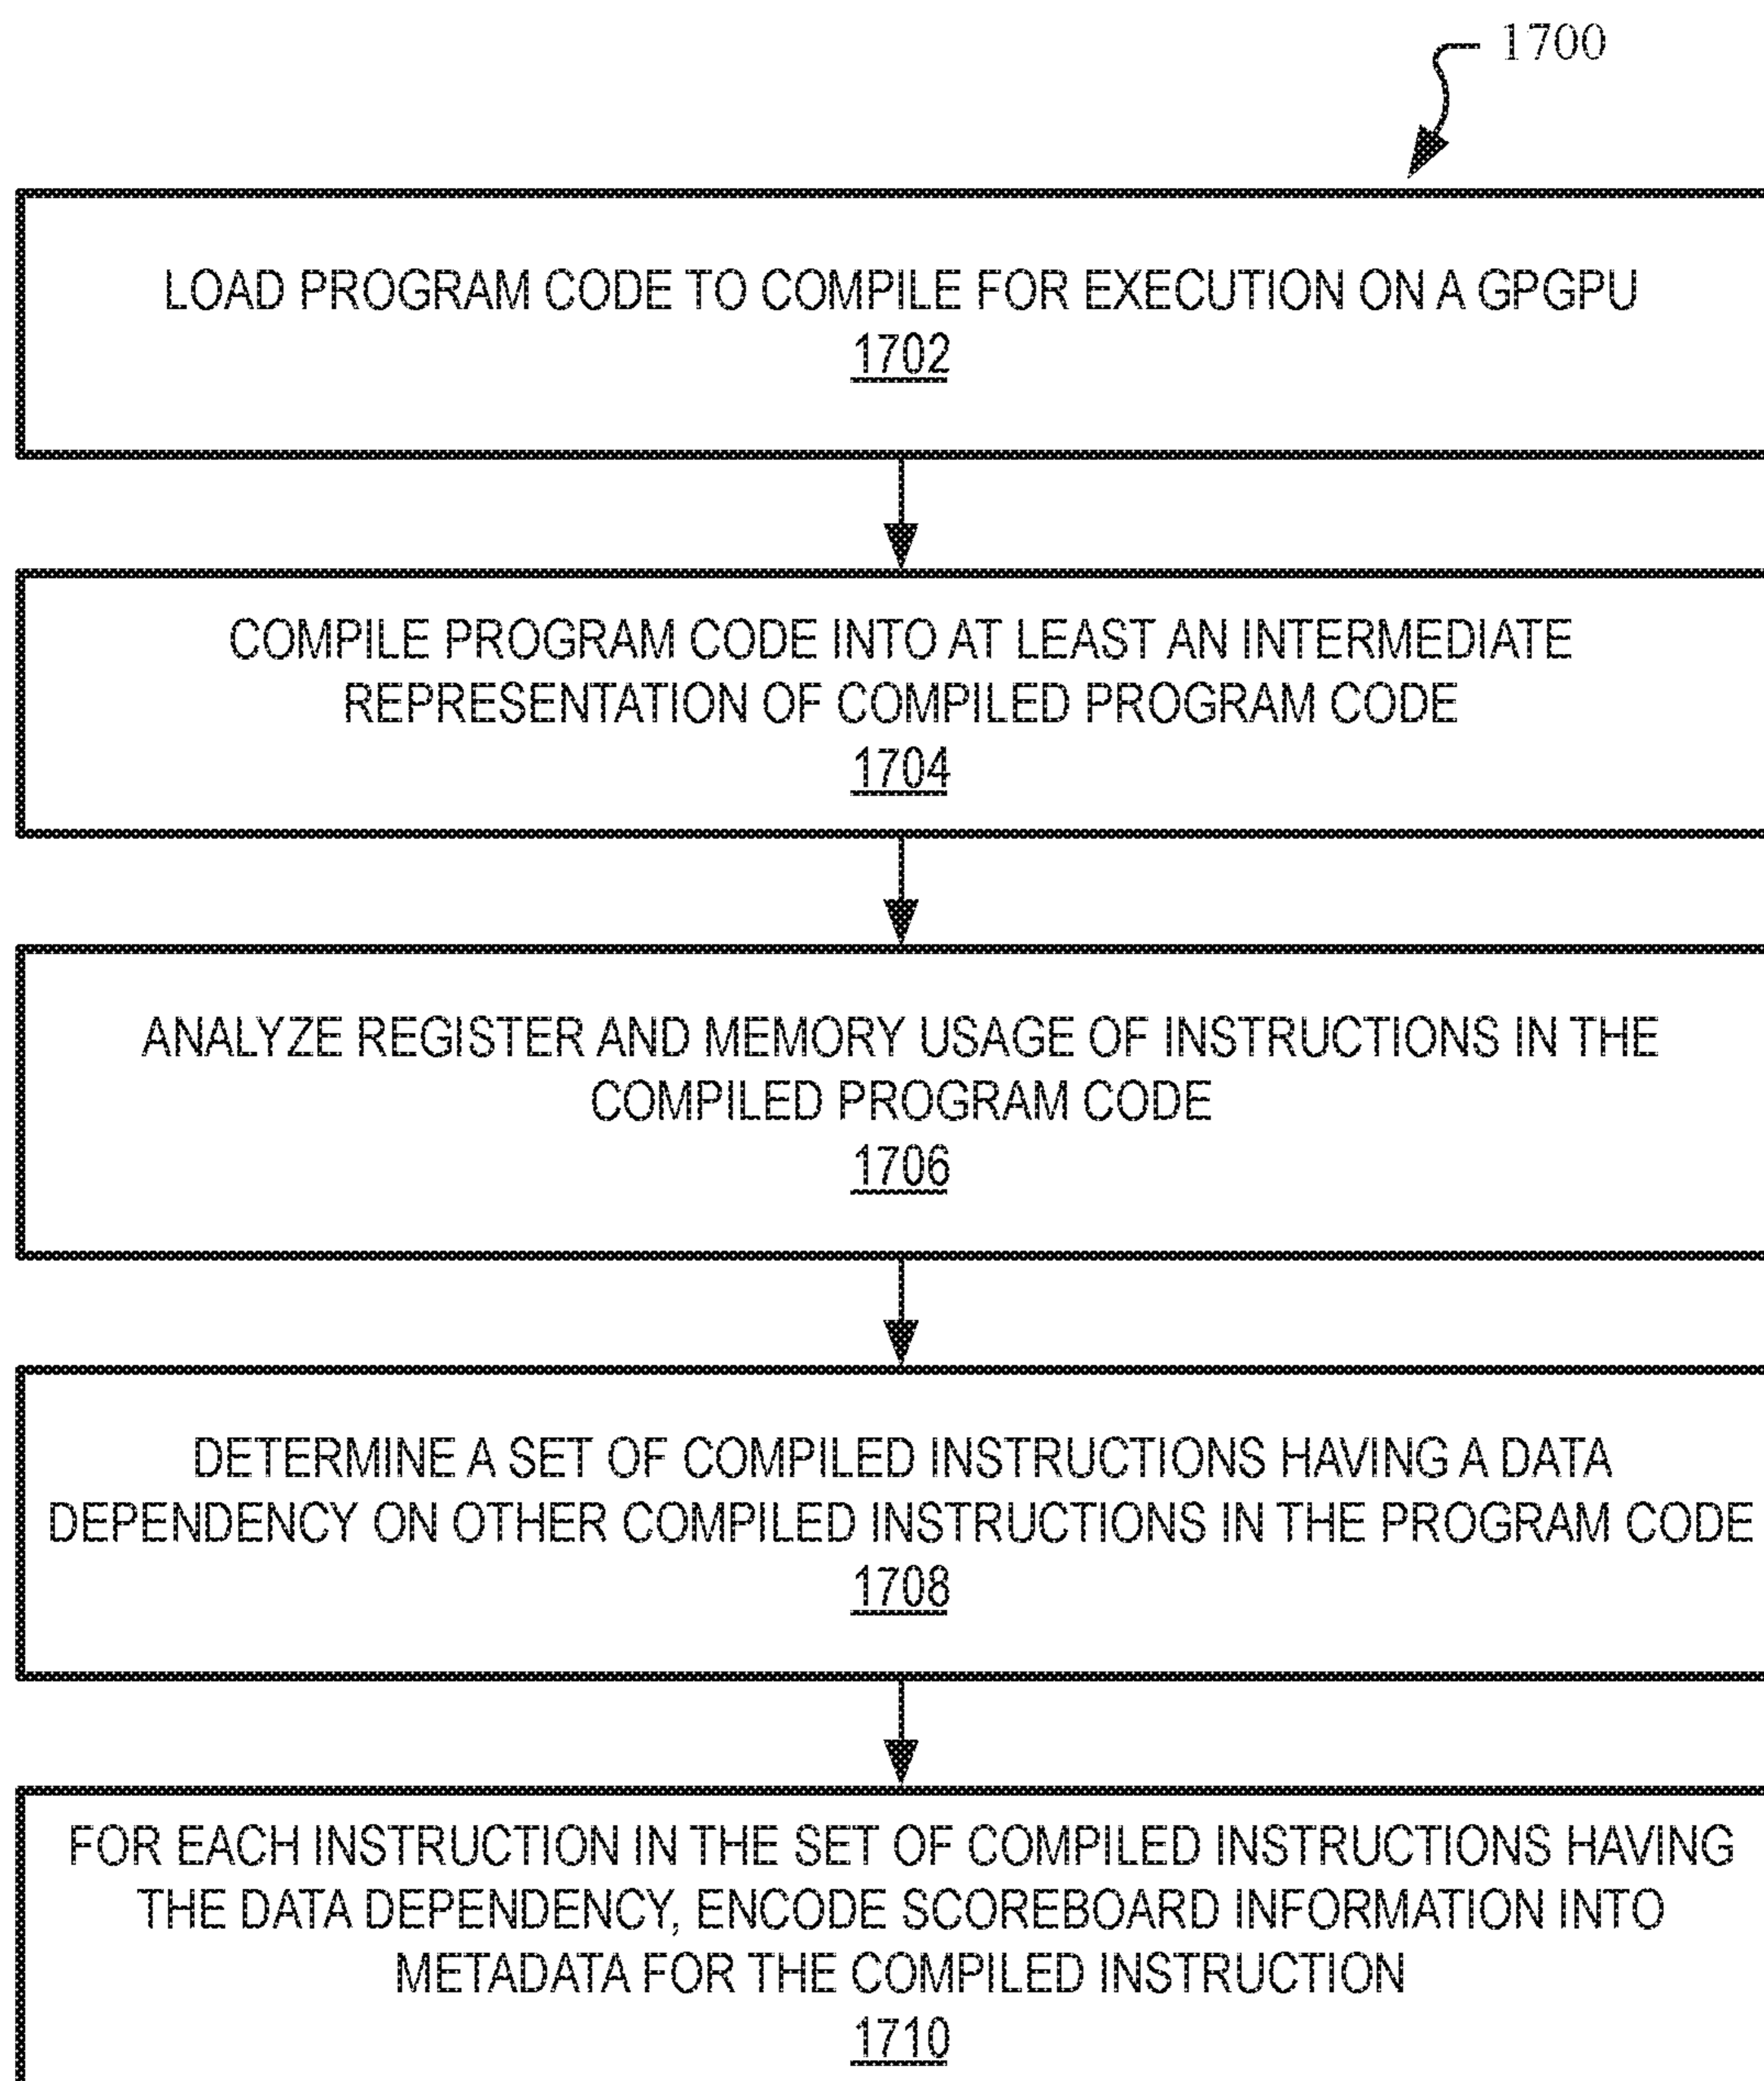 1700
LOAD PROGRAM CODE TO COMPILE FOR EXECUTION ON A GPGPU
1702
COMPILE PROGRAM CODE INTO AT LEAST AN INTERMEDIATE
REPRESENTATION OF COMPILED PROGRAM CODE
1704
ANALYZE REGISTER AND MEMORY USAGE OF INSTRUCTIONS IN THE
COMPILED PROGRAM CODE
1706
DETERMINE A SET OF COMPILED INSTRUCTIONS HAVING A DATA
DEPENDENCY ON OTHER COMPILED INSTRUCTIONS IN THE PROGRAM CODE
1708
FOR EACH INSTRUCTION IN THE SET OF COMPILED INSTRUCTIONS HAVING
THE DATA DEPENDENCY, ENCODE SCOREBOARD INFORMATION INTO
METADATA FOR THE COMPILED INSTRUCTION
1710